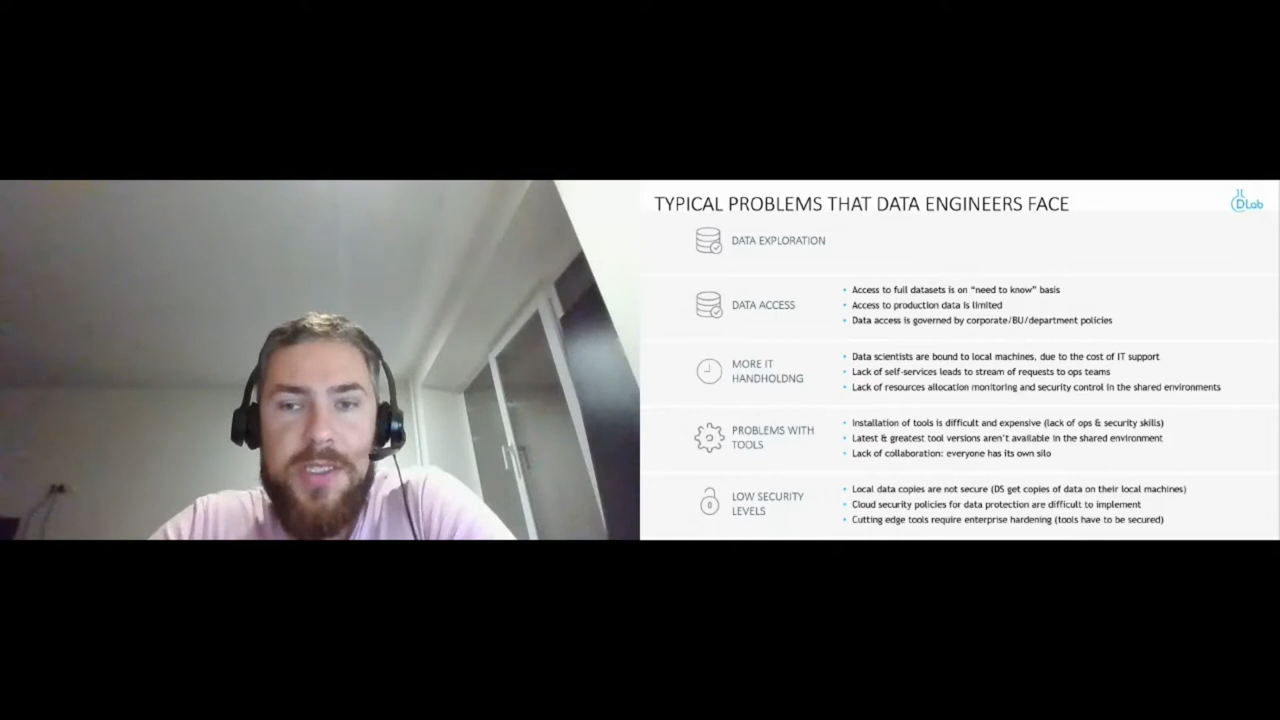 TYPICAL PROBLEMS THAT DATA ENGINEERS FACE
DLab
DATA EXPLORATION
DATA ACCESS
• Access to full datasets is on “need to know” basis
• Access to production data is limited
• Data access is governed by corporate/BU/department policies
MORE IT
HANDHOLDNG
• Data scientists are bound to local machines, due to the cost of IT support
• Lack of self-services leads to stream of requests to ops teams
• Lack of resources allocation monitoring and security control in the shared environments
PROBLEMS WITH
TOOLS
• Installation of tools is difficult and expensive (lack of ops & security skills)
• Latest & greatest tool versions aren’t available in the shared environment
• Lack of collaboration: everyone has its own silo
LOW SECURITY
LEVELS
• Local data copies are not secure (DS get copies of data on their local machines)
• Cloud security policies for data protection are difficult to implement
• Cutting edge tools require enterprise hardening (tools have to be secured)